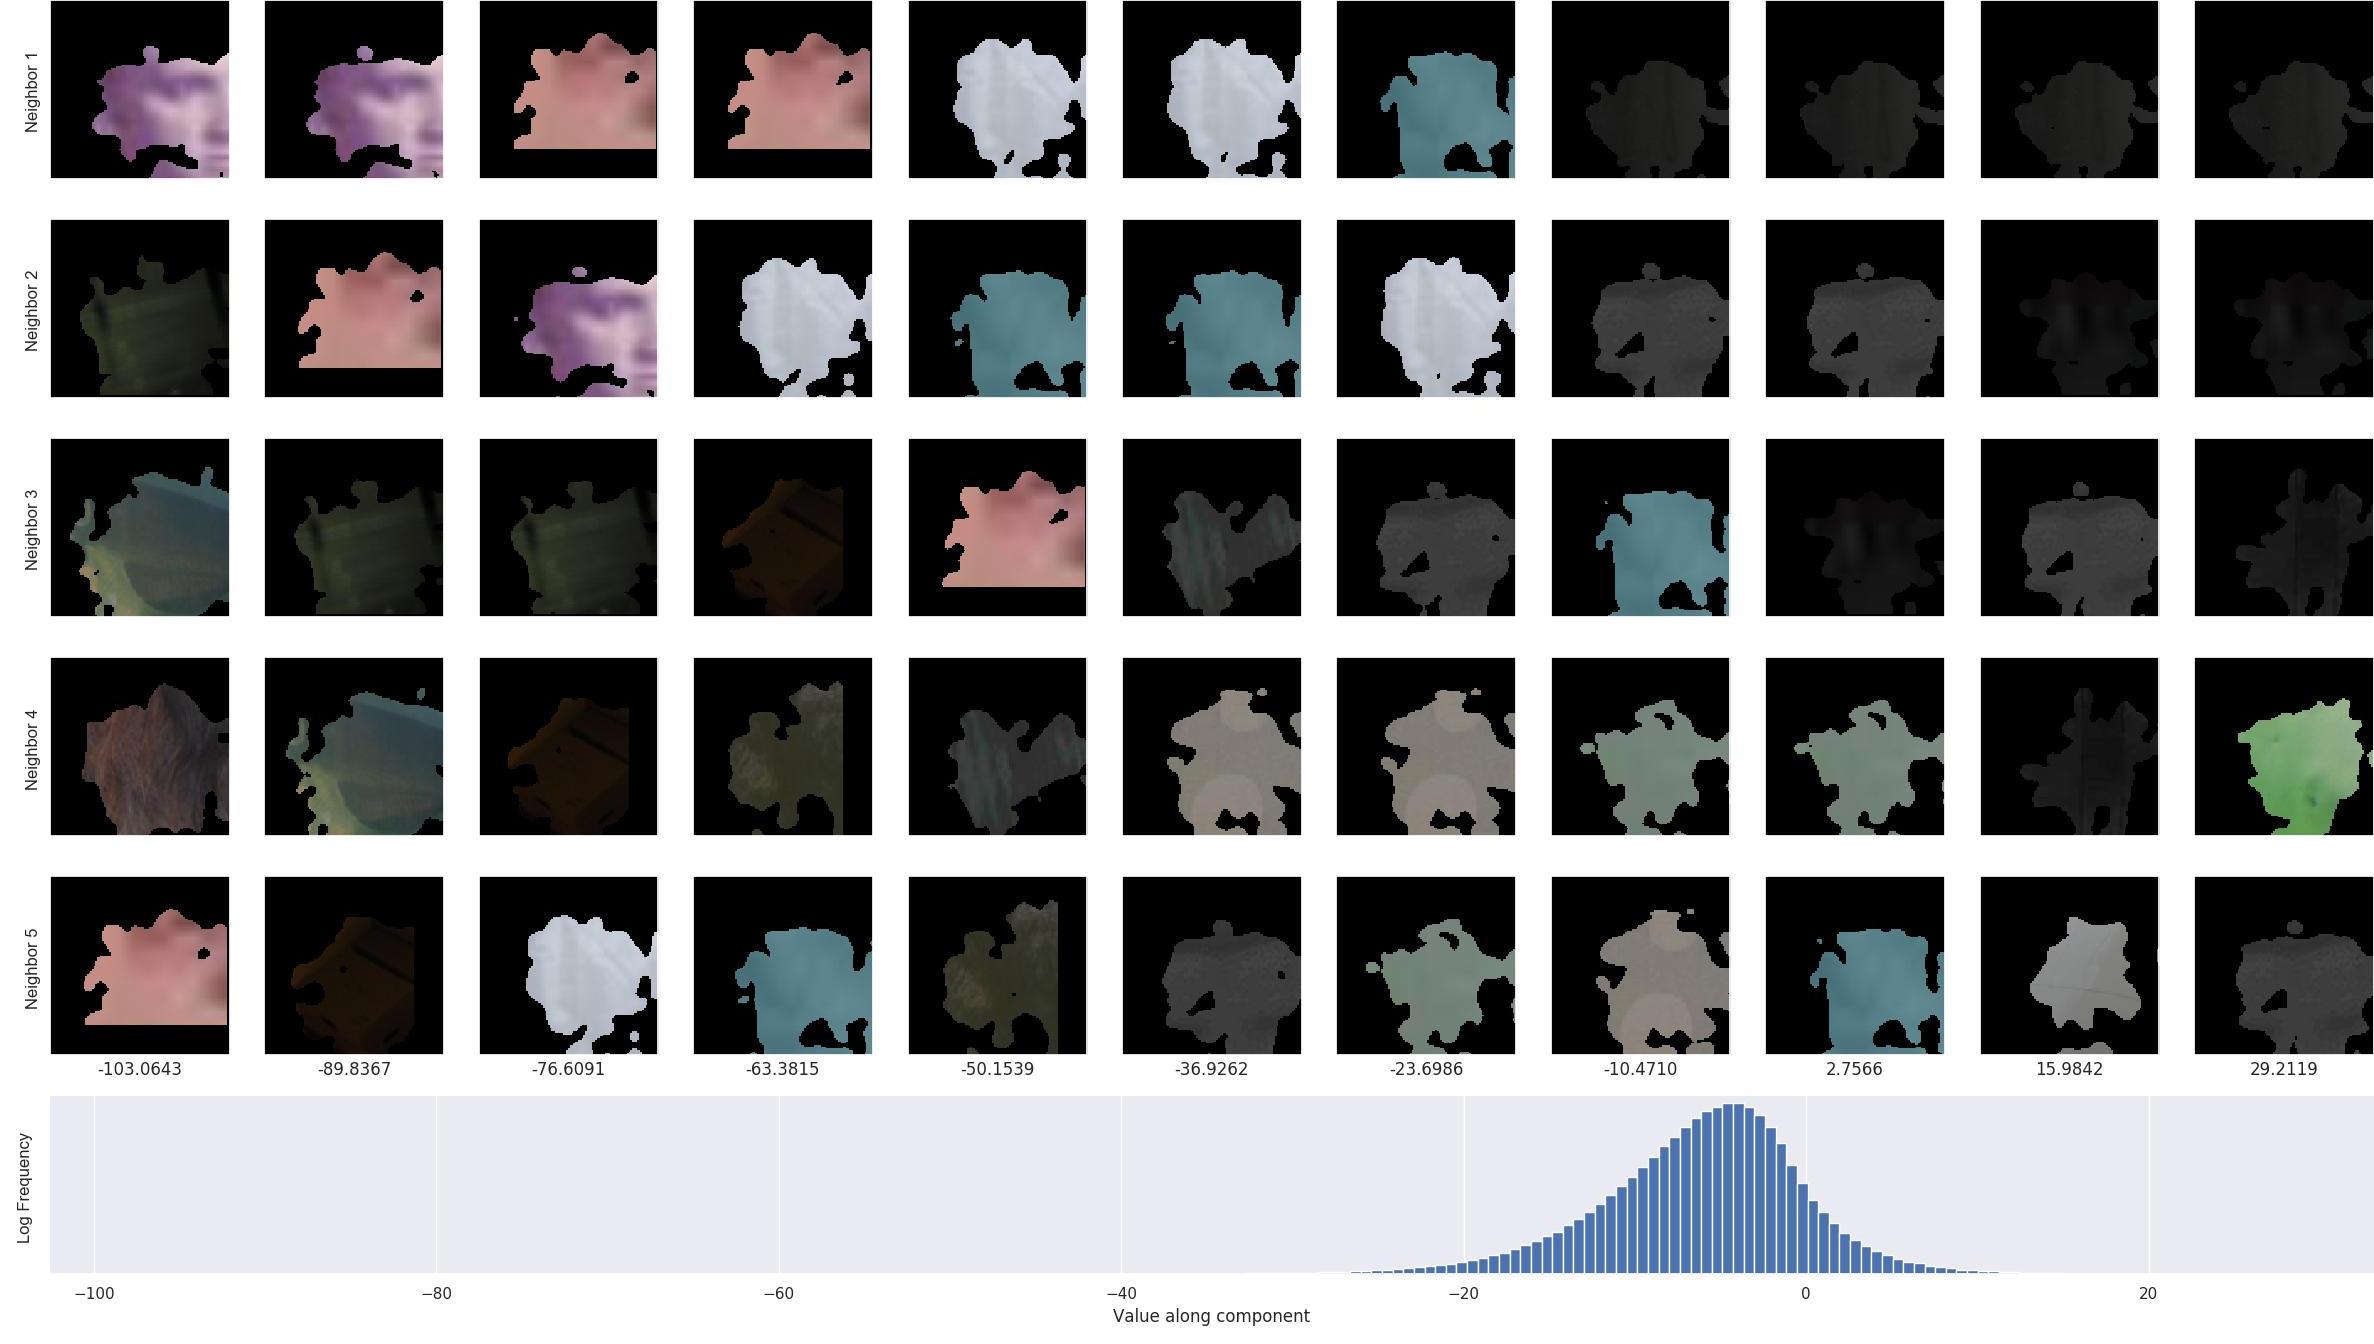 Neighbor 1
Neighbor 2
Neighbor 3
Neighbor 4
Neighbor 5
-103.0643 -89.8367 -76.6091 -63.3815 -50.1539 -36.9262 -23.6986 -10.4710 2.7566 15.9842 29.2119
Log Frequency
−100 −80 −60 −40 −20 0 20
Value along component